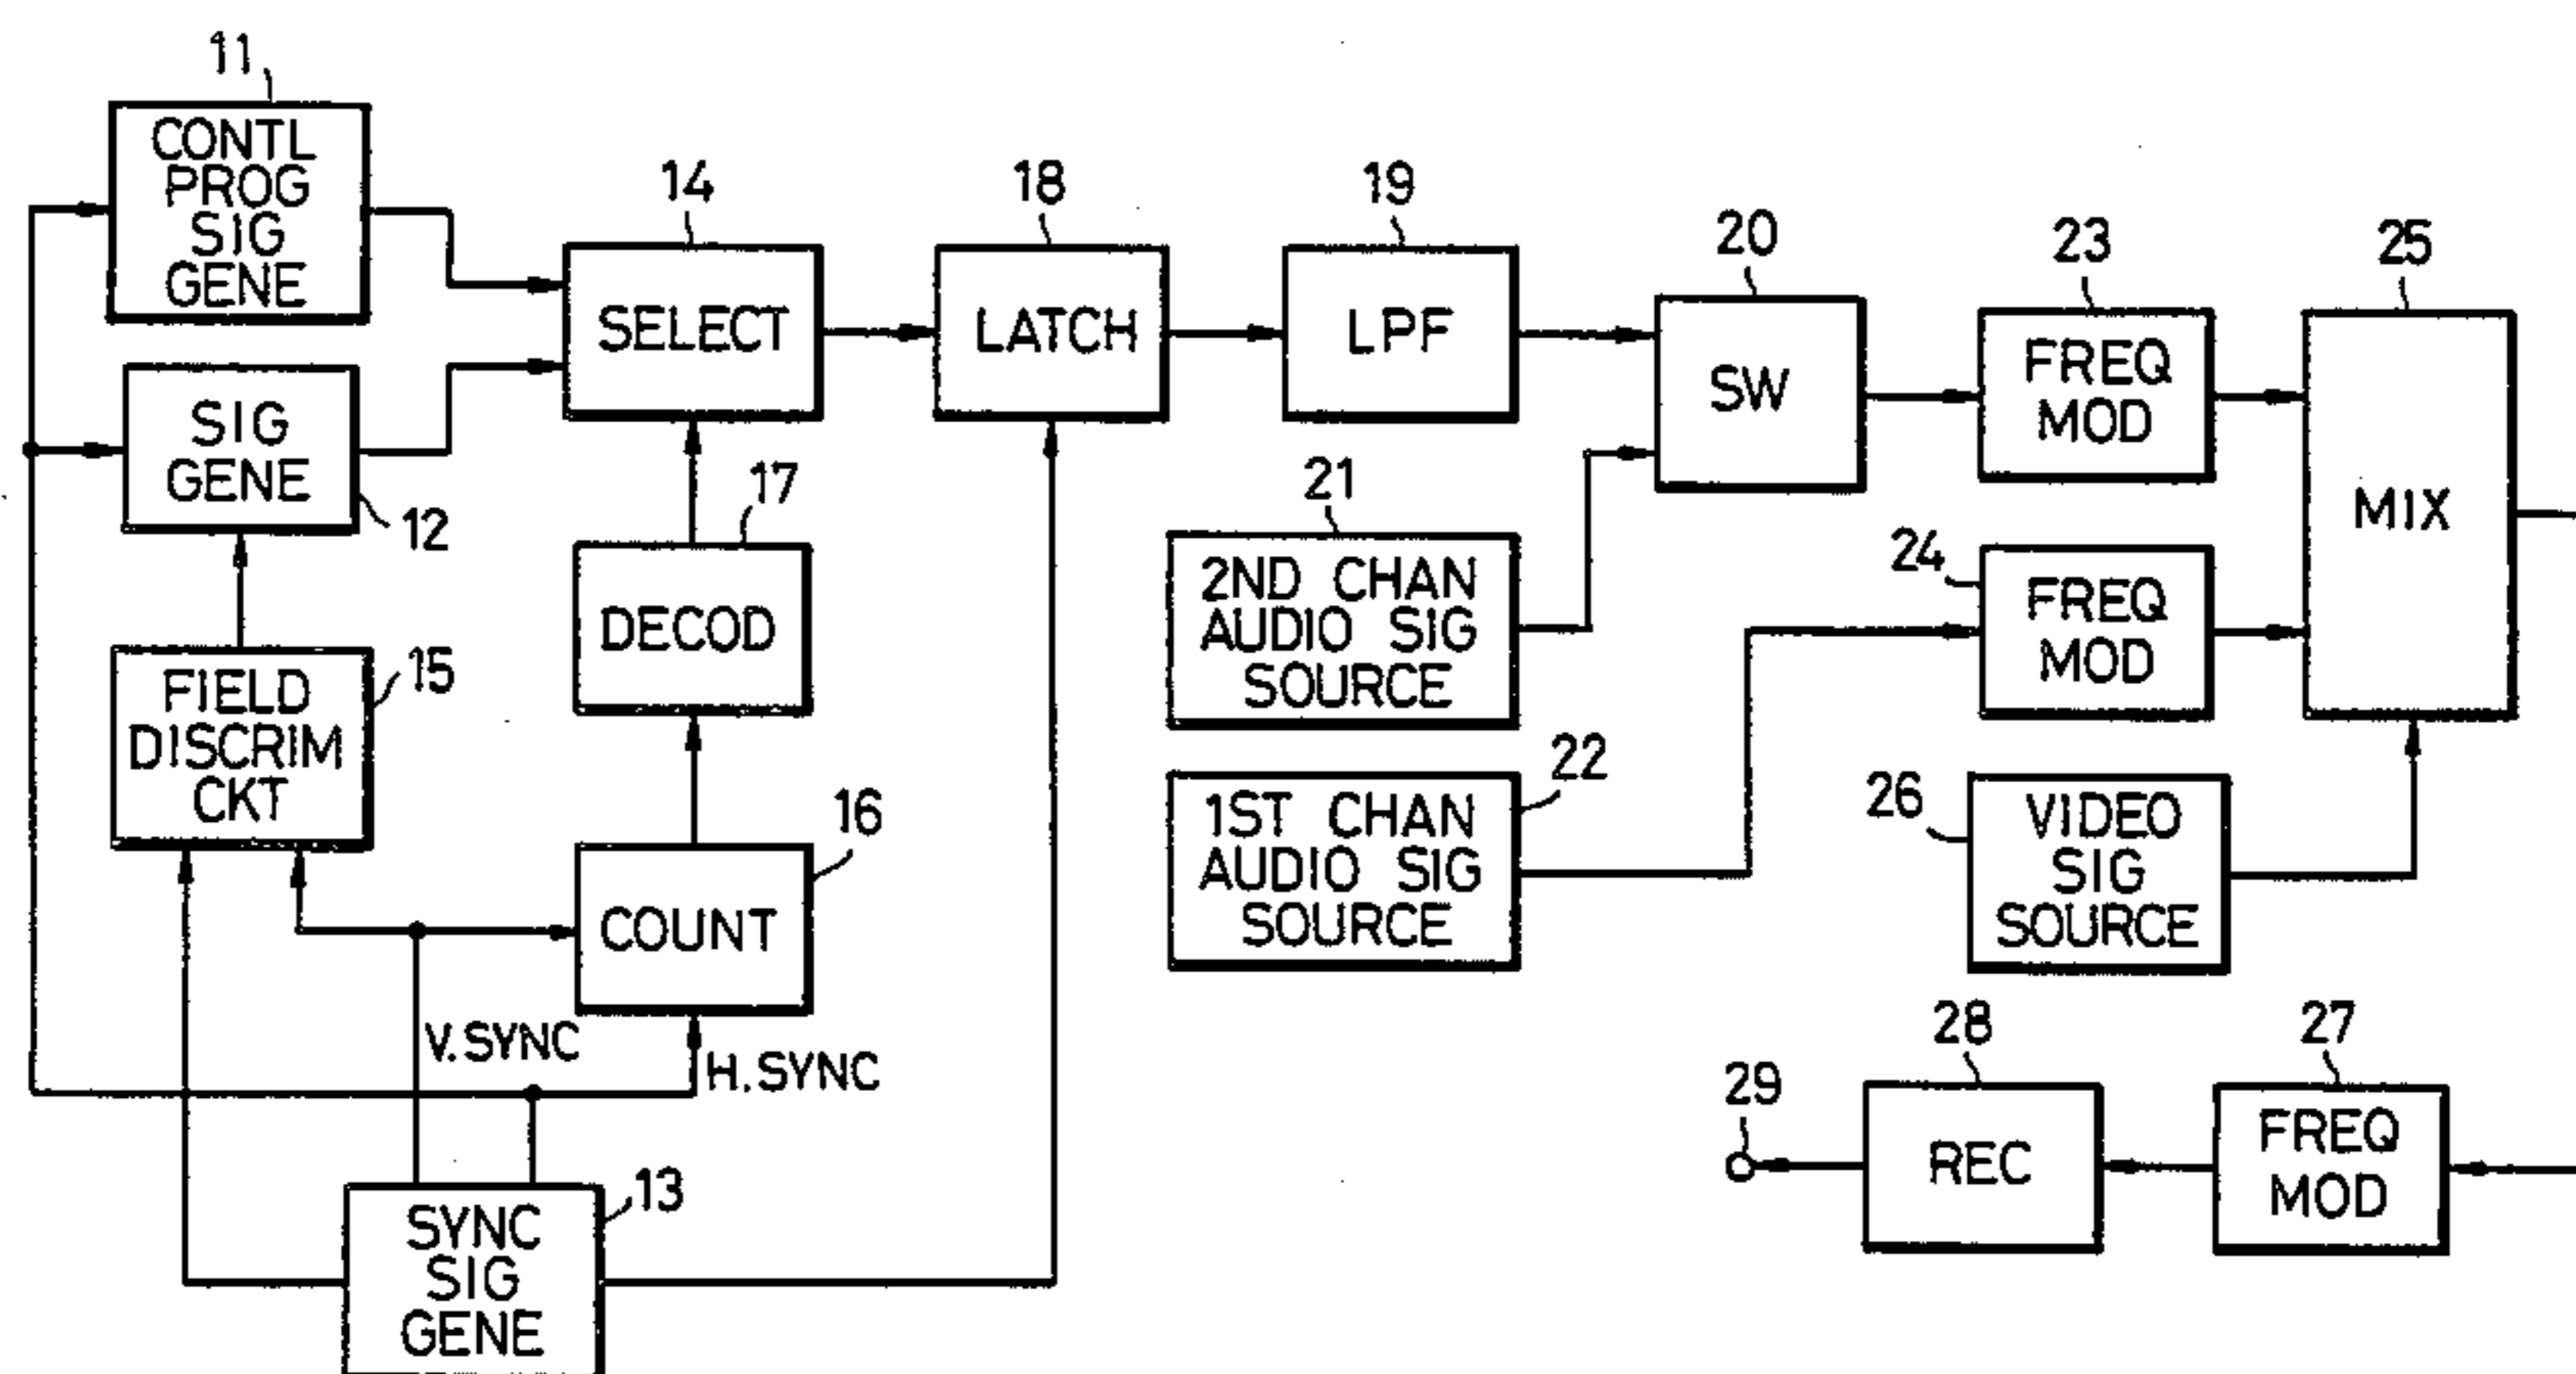 11
CONTL
PROG
SIG
GENE
14
SELECT
18
LATCH
19
LPF
20
SW
23
FREQ
MOD
25
MIX
SIG
GENE
12
17
DECOD
21
2ND CHAN
AUDIO SIG
SOURCE
24
FREQ
MOD
15
FIELD
DISCRIM
CKT
16
COUNT
22
1ST CHAN
AUDIO SIG
SOURCE
26
VIDEO
SIG
SOURCE
V.SYNC
H.SYNC
13
SYNC
SIG
GENE
29
28
REC
27
FREQ
MOD